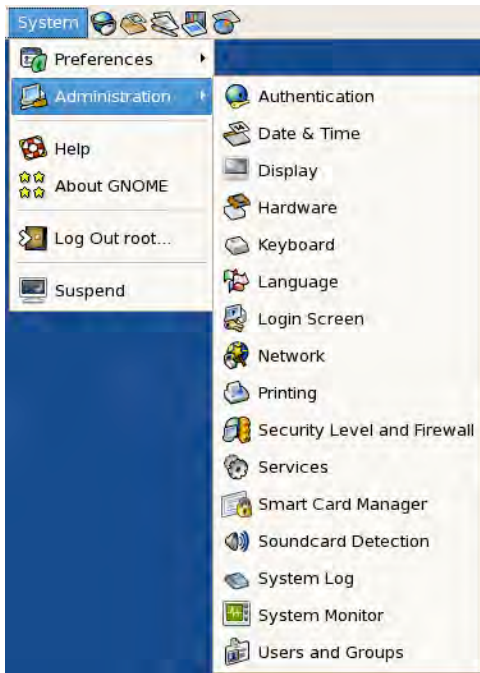 System
Preferences
Administration
Help
About GNOME
Log Out root...
Suspend
Authentication
Date & Time
Display
Hardware
Keyboard
Language
Login Screen
Network
Printing
Security Level and Firewall
Services
Smart Card Manager
Soundcard Detection
System Log
System Monitor
Users and Groups